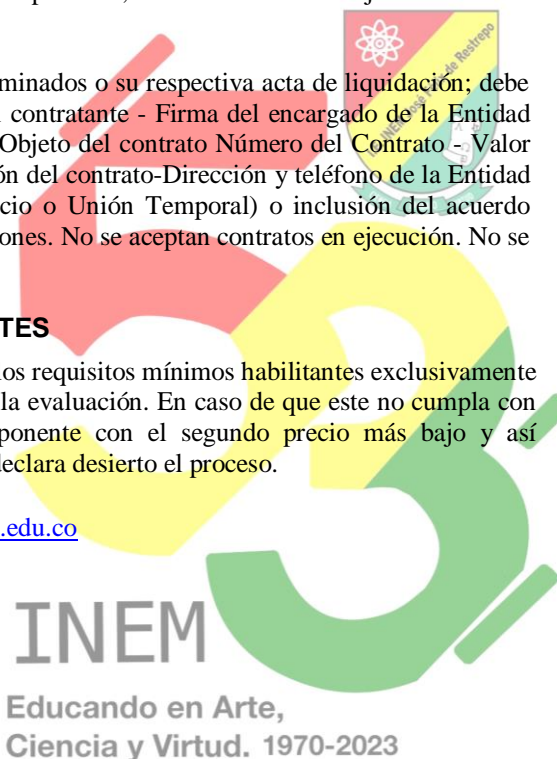 minados o su respectiva acta de liquidación; debe
contratante - Firma del encargado de la Entidad
Objeto del contrato Número del Contrato - Valor
ón del contrato-Dirección y teléfono de la Entidad
cio o Unión Temporal) o inclusión del acuerdo
ones. No se aceptan contratos en ejecución. No se
TES
los requisitos mínimos habilitantes exclusivamente
la evaluación. En caso de que este no cumpla con
ponente con el segundo precio más bajo y así
declara desierto el proceso.
.edu.co
INEM
Educando en Arte,
Ciencia y Virtud. 1970-2023